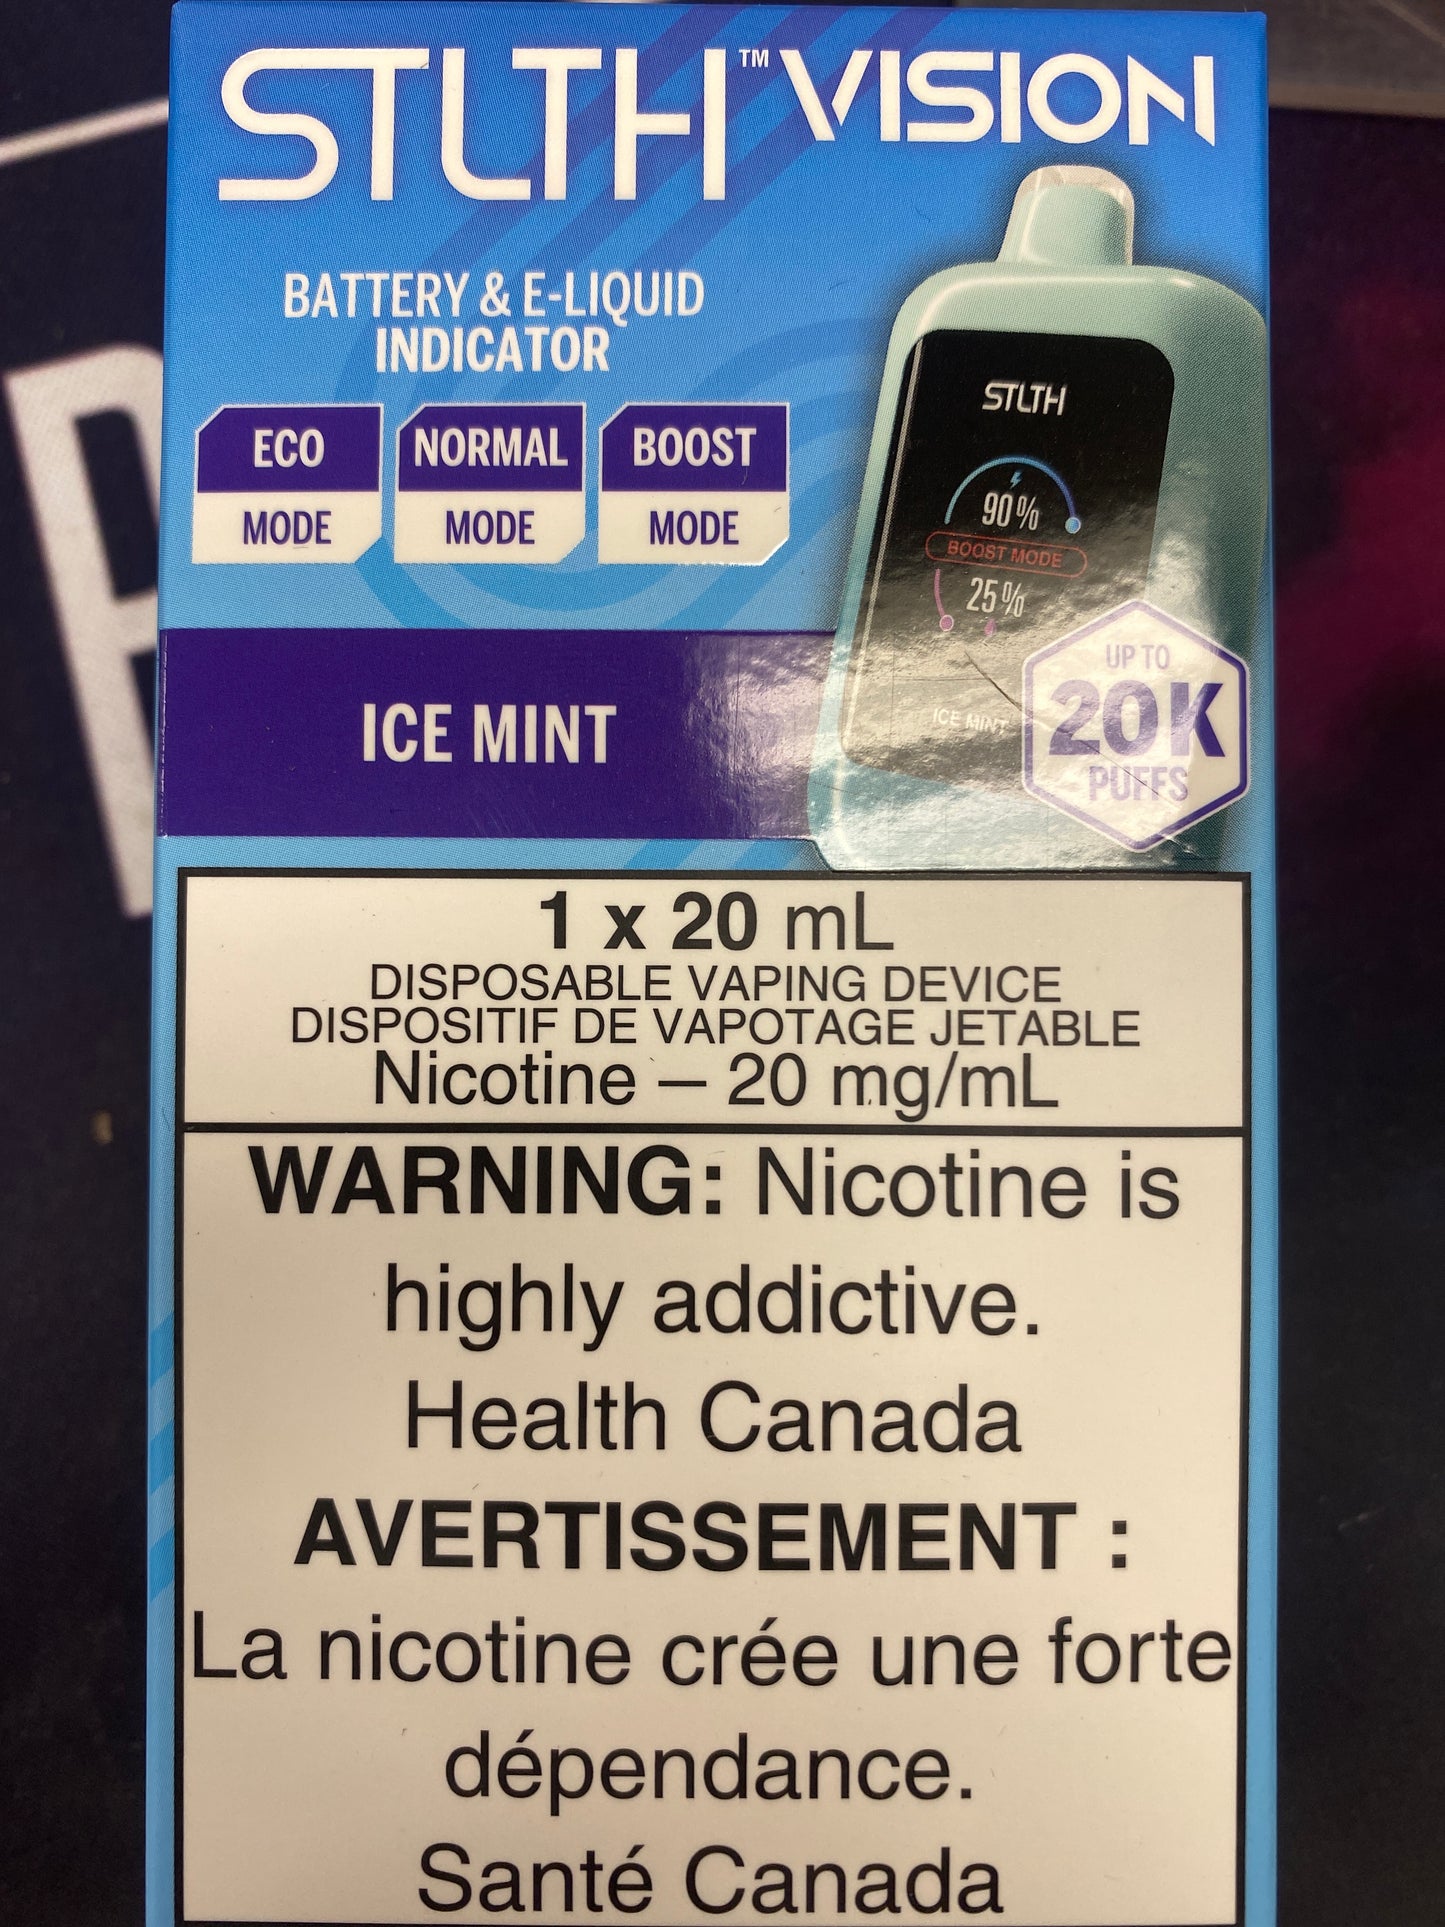 STLTH™ VISION
BATTERY & E-LIQUID
INDICATOR
ECO
MODE
NORMAL
MODE
BOOST
MODE
STLTH
90%
BOOST MODE
25%
ICE MINT
UP TO
20K
PUFFS
ICE MINT
1 x 20 mL
DISPOSABLE VAPING DEVICE
DISPOSITIF DE VAPOTAGE JETABLE
Nicotine – 20 mg/mL
WARNING: Nicotine is
highly addictive.
Health Canada
AVERTISSEMENT :
La nicotine crée une forte
dépendance.
Santé Canada